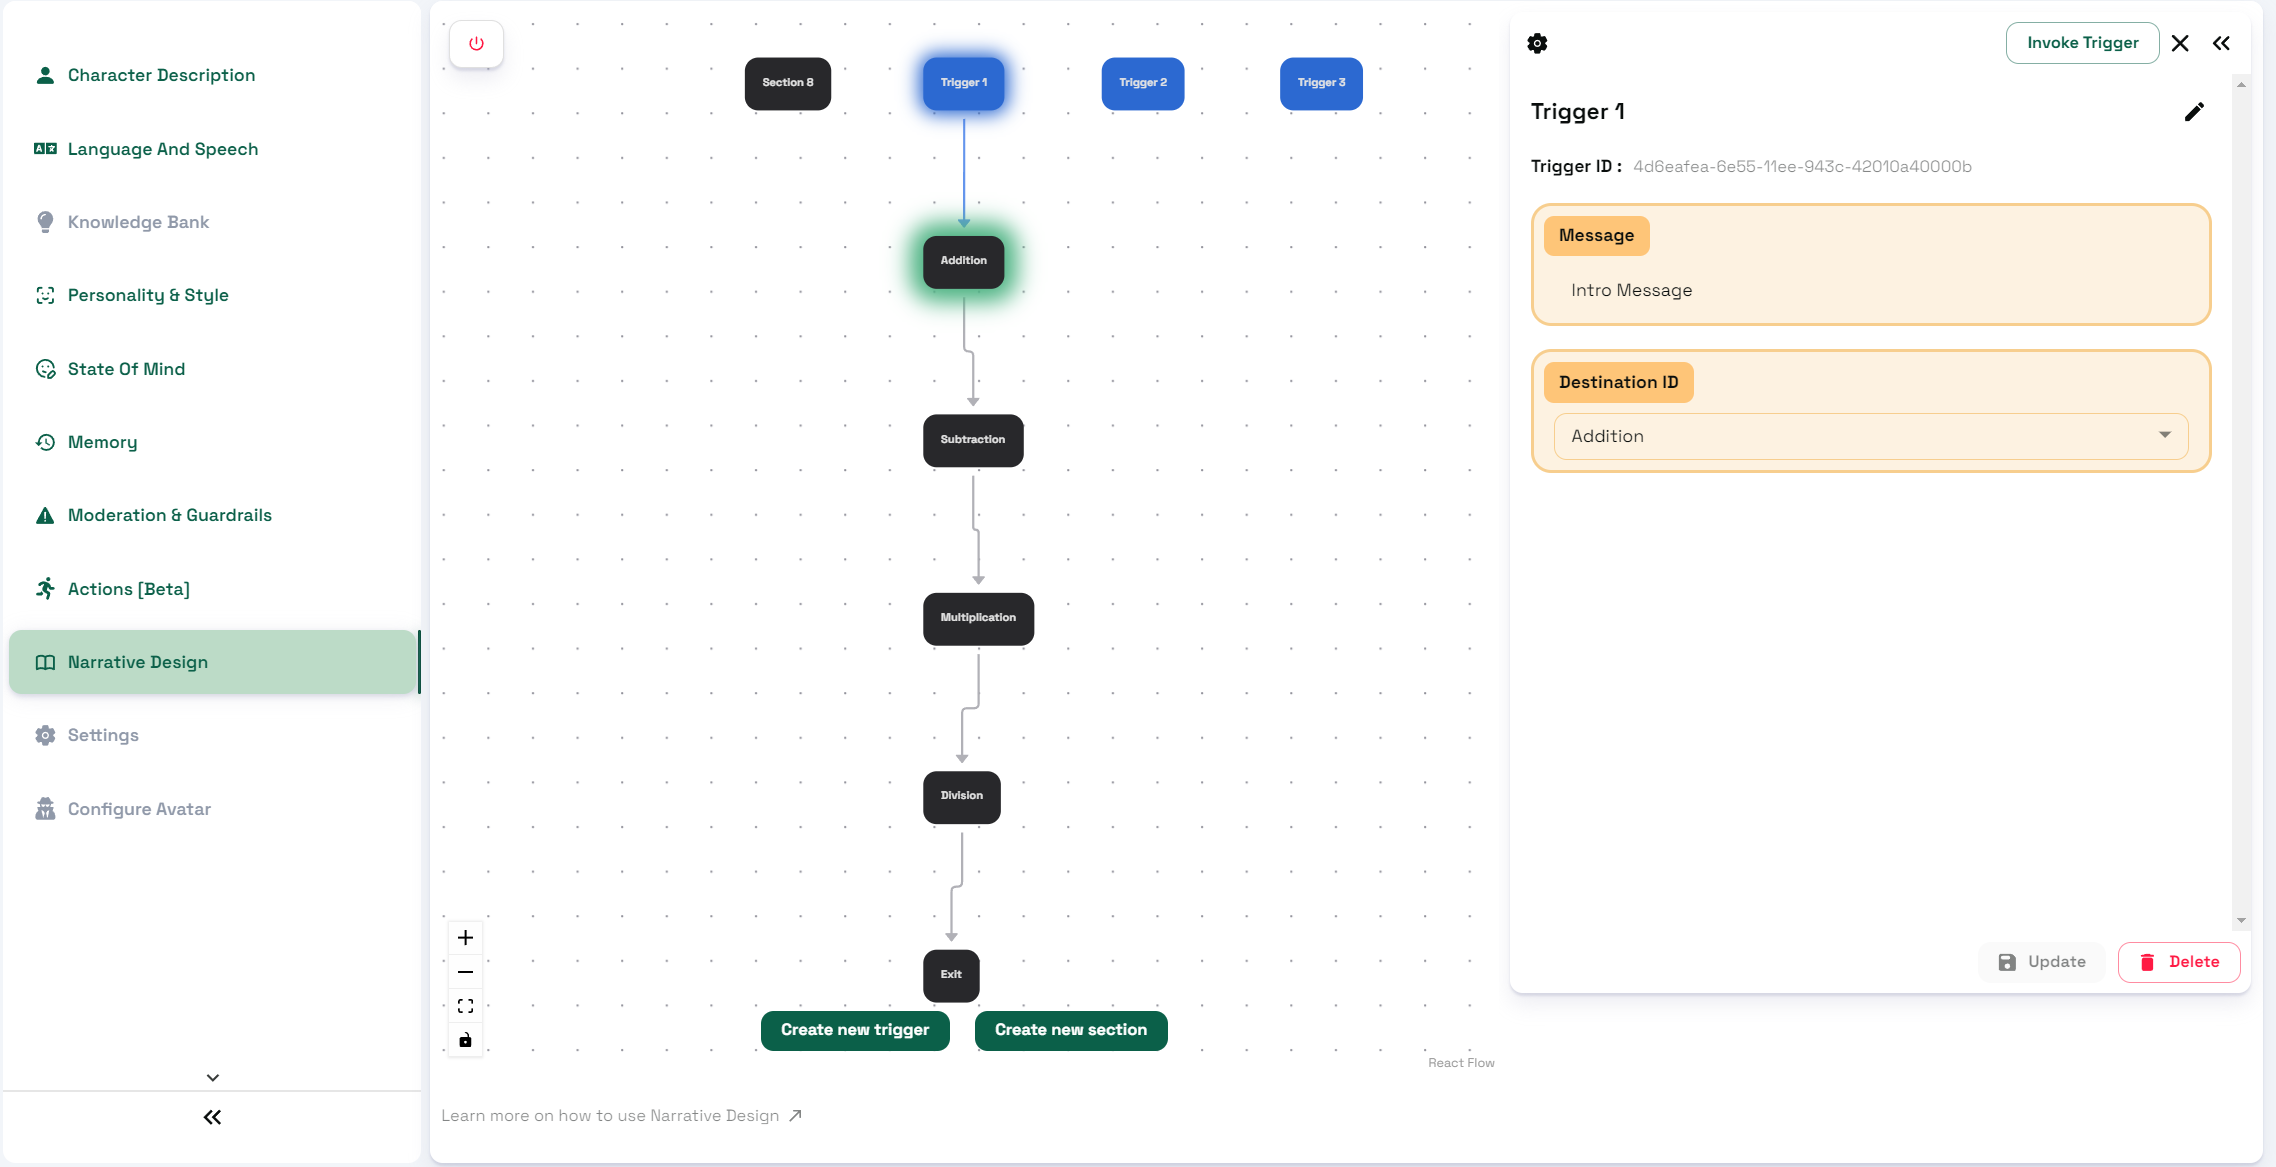 Character Description
Language And Speech
Knowledge Bank
Personality & Style
State Of Mind
Memory
Moderation & Guardrails
Actions [Beta]
Narrative Design
Settings
Configure Avatar
Section 8
Trigger 1
Trigger 2
Trigger 3
Addition
Subtraction
Multiplication
Division
Exit
Create new trigger
Create new section
React Flow
Learn more on how to use Narrative Design
Invoke Trigger
Trigger 1
Trigger ID : 4d6eafea-6e55-11ee-943c-42010a40000b
Message
Intro Message
Destination ID
Addition
Update
Delete